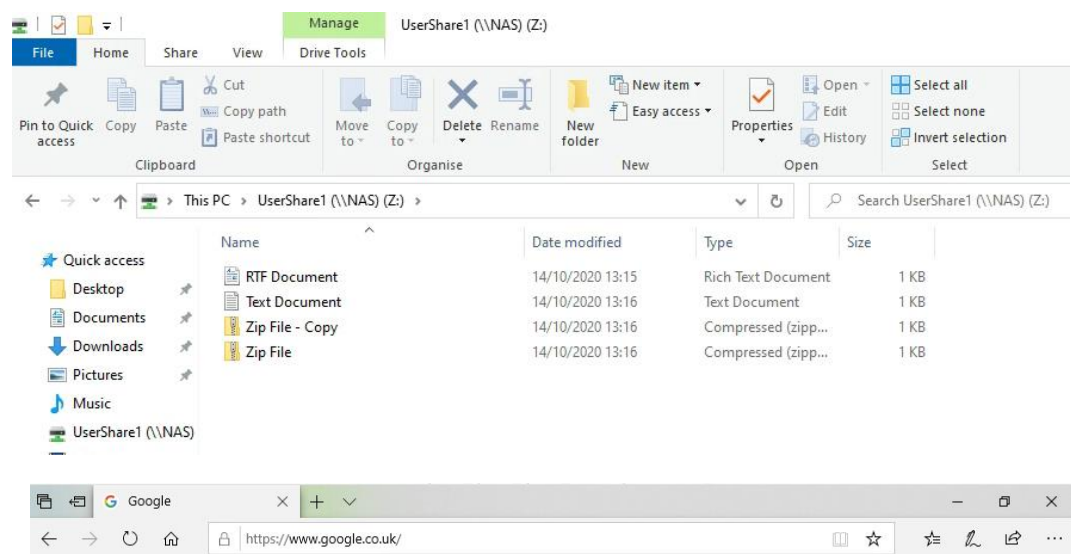 Manage UserShare1 (\\NAS) (Z:)
File Home Share View Drive Tools
Pin to Quick access
Copy
Paste
Cut
Copy path
Paste shortcut
Clipboard
Move to
Copy to
Delete
Rename
Organise
New folder
New item
Easy access
New
Properties
Open
Edit
History
Open
Select all
Select none
Invert selection
Select
This PC > UserShare1 (\\NAS) (Z:) >
Search UserShare1 (\\NAS) (Z:)
Quick access
Desktop
Documents
Downloads
Pictures
Music
UserShare1 (\\NAS)
Name Date modified Type Size
RTF Document 14/10/2020 13:15 Rich Text Document 1 KB
Text Document 14/10/2020 13:16 Text Document 1 KB
Zip File - Copy 14/10/2020 13:16 Compressed (zipp... 1 KB
Zip File 14/10/2020 13:16 Compressed (zipp... 1 KB
G Google
https://www.google.co.uk/